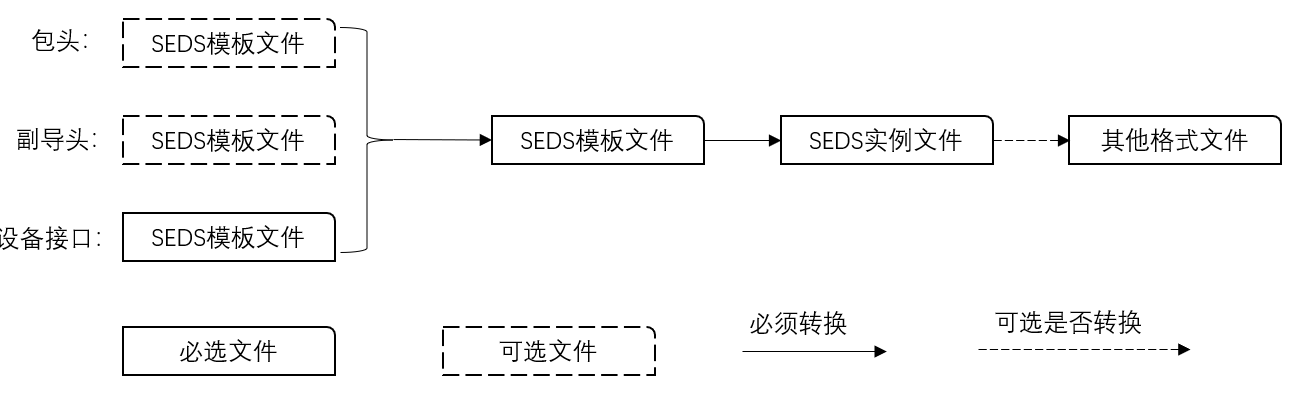 包头：
SEDS模板文件
副导头：
SEDS模板文件
SEDS模板文件
SEDS实例文件
其他格式文件
设备接口：
SEDS模板文件
必选文件
可选文件
必须转换
可选是否转换